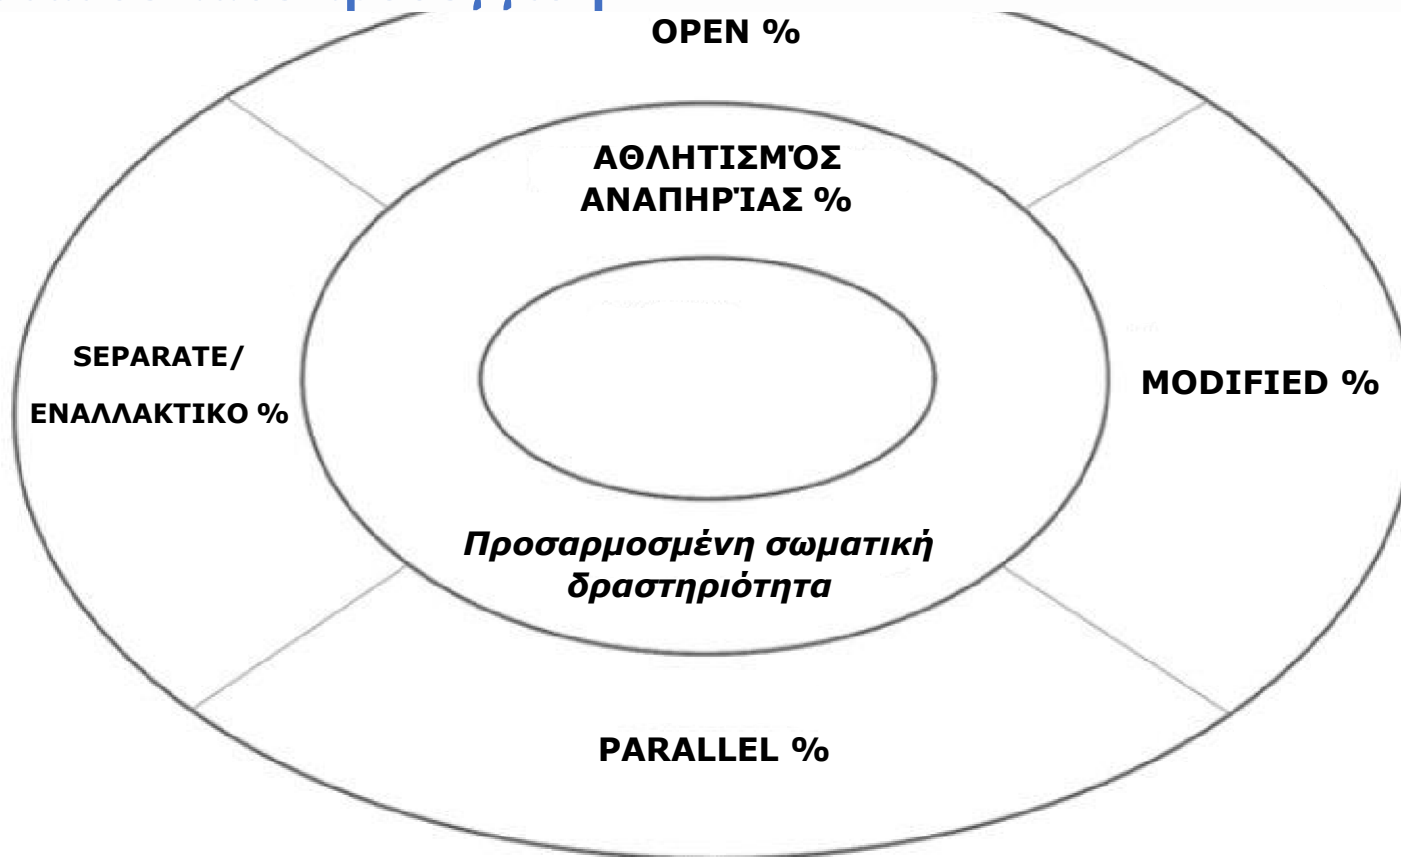 OPEN %
ΑΘΛΗΤΙΣΜΌΣ
ΑΝΑΠΗΡΊΑΣ %
SEPARATE/
ΕΝΑΛΛΑΚΤΙΚΟ %
MODIFIED %
Προσαρμοσμένη σωματική
δραστηριότητα
PARALLEL %